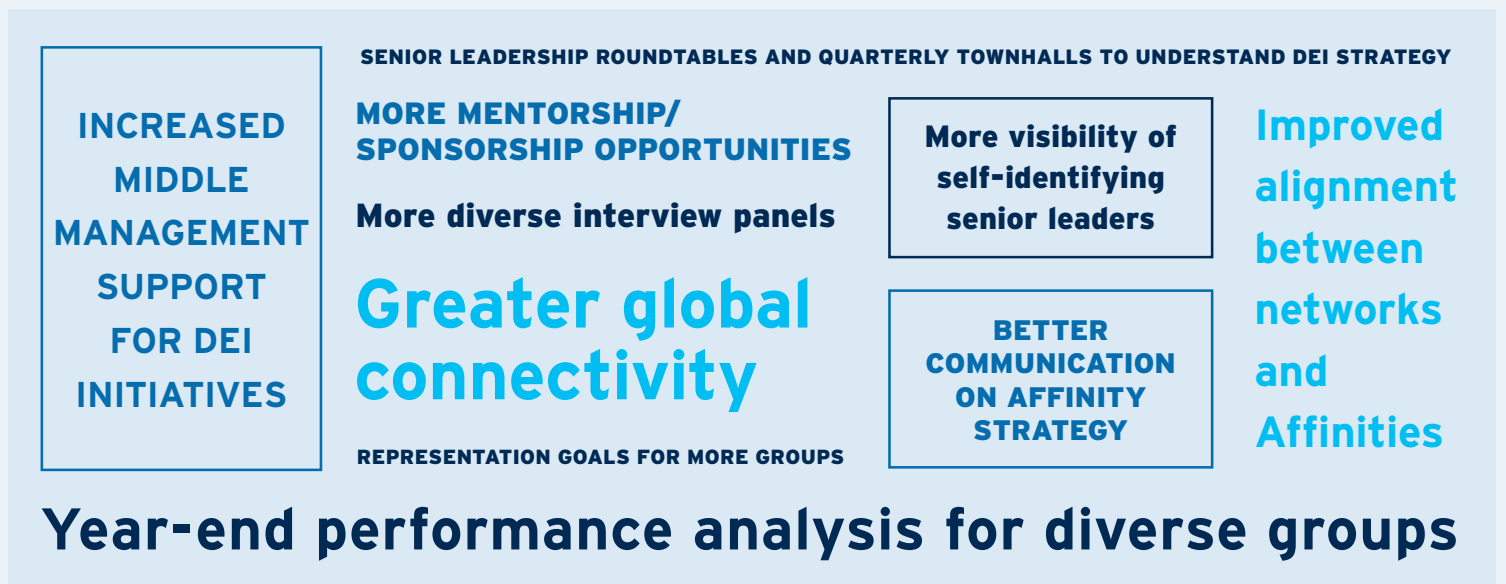 SENIOR LEADERSHIP ROUNDTABLES AND QUARTERLY TOWNHALLS TO UNDERSTAND DEI STRATEGY
INCREASED
MIDDLE
MANAGEMENT
SUPPORT
FOR DEI
INITIATIVES
MORE MENTORSHIP/
SPONSORSHIP OPPORTUNITIES
More diverse interview panels
Greater global
connectivity
REPRESENTATION GOALS FOR MORE GROUPS
More visibility of
self-identifying
senior leaders
BETTER
COMMUNICATION
ON AFFINITY
STRATEGY
Improved
alignment
between
networks
and
Affinities
Year-end performance analysis for diverse groups